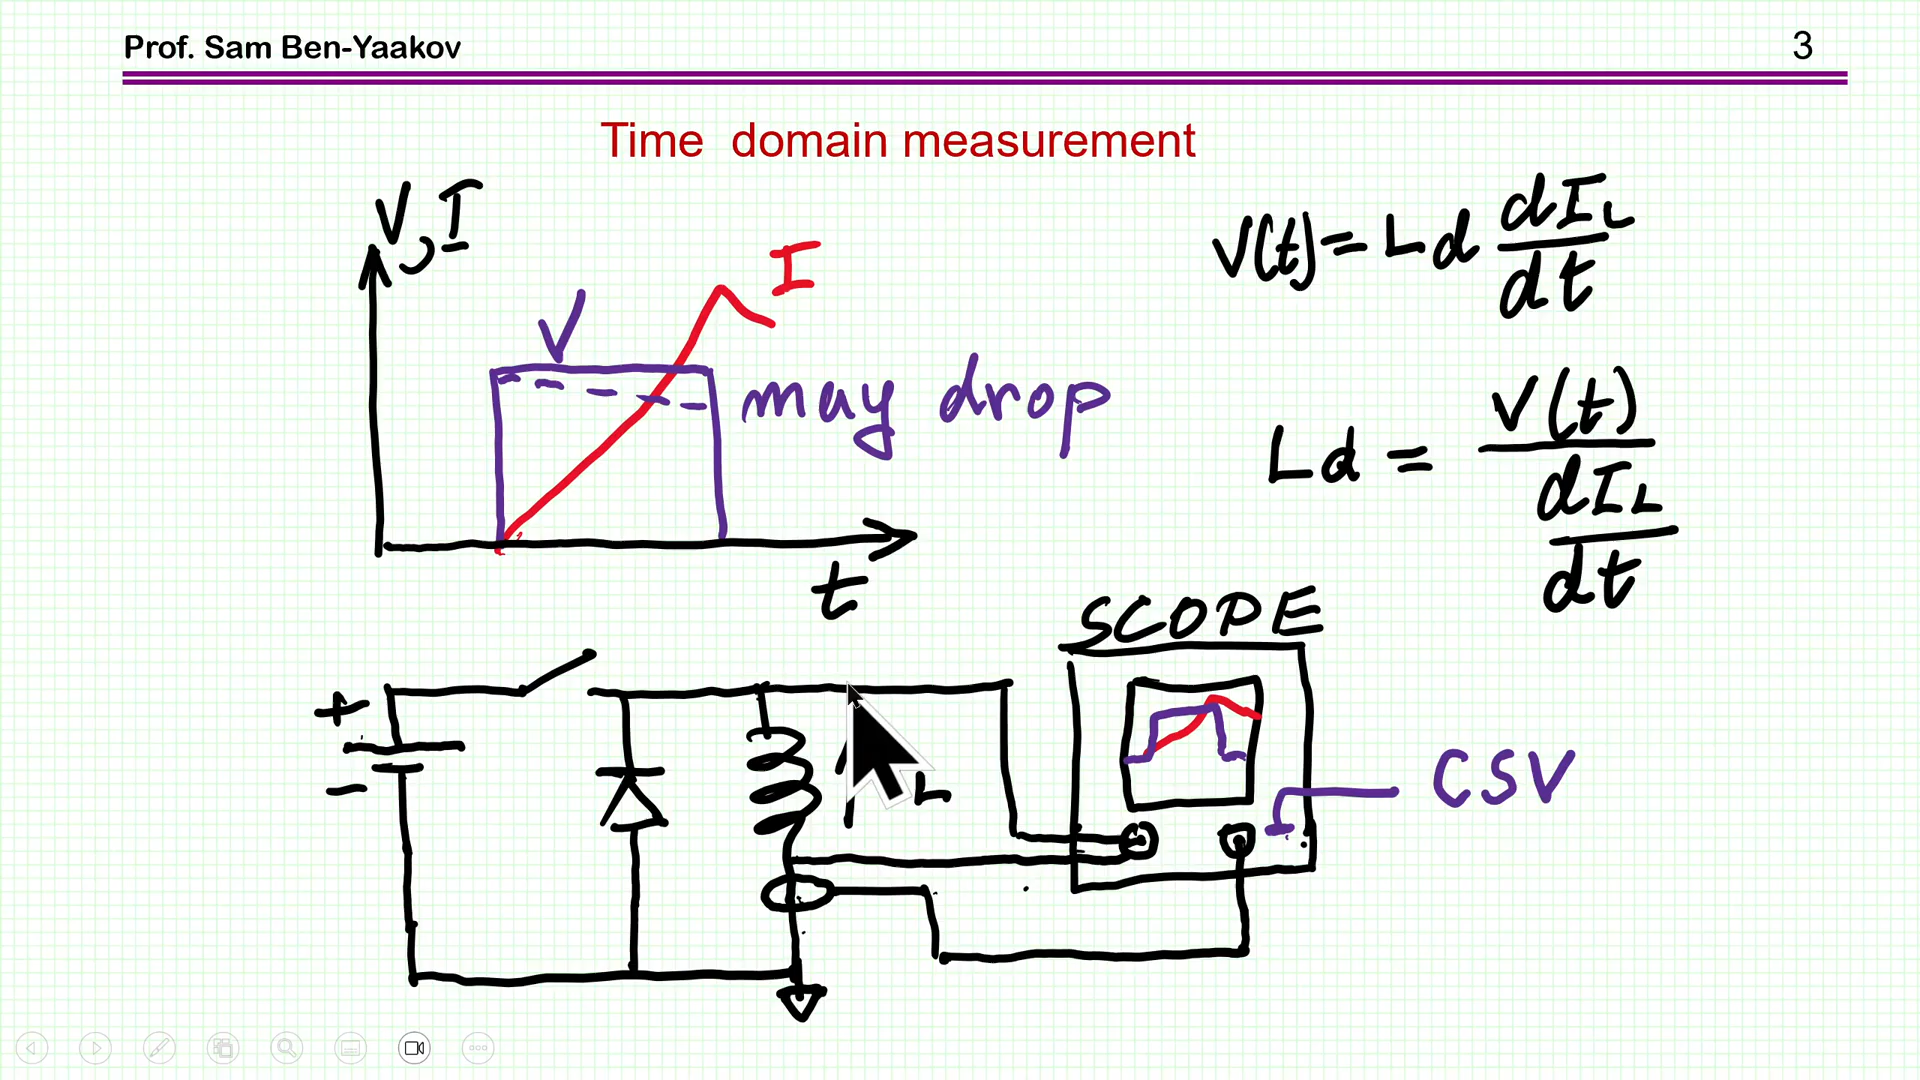 Prof. Sam Ben-Yaakov
3
Time domain measurement
V, I
I
V
may drop
t
V(t) = Ld dIL/dt
Ld = V(t) / dIL/dt
SCOPE
+
−
L
CSV